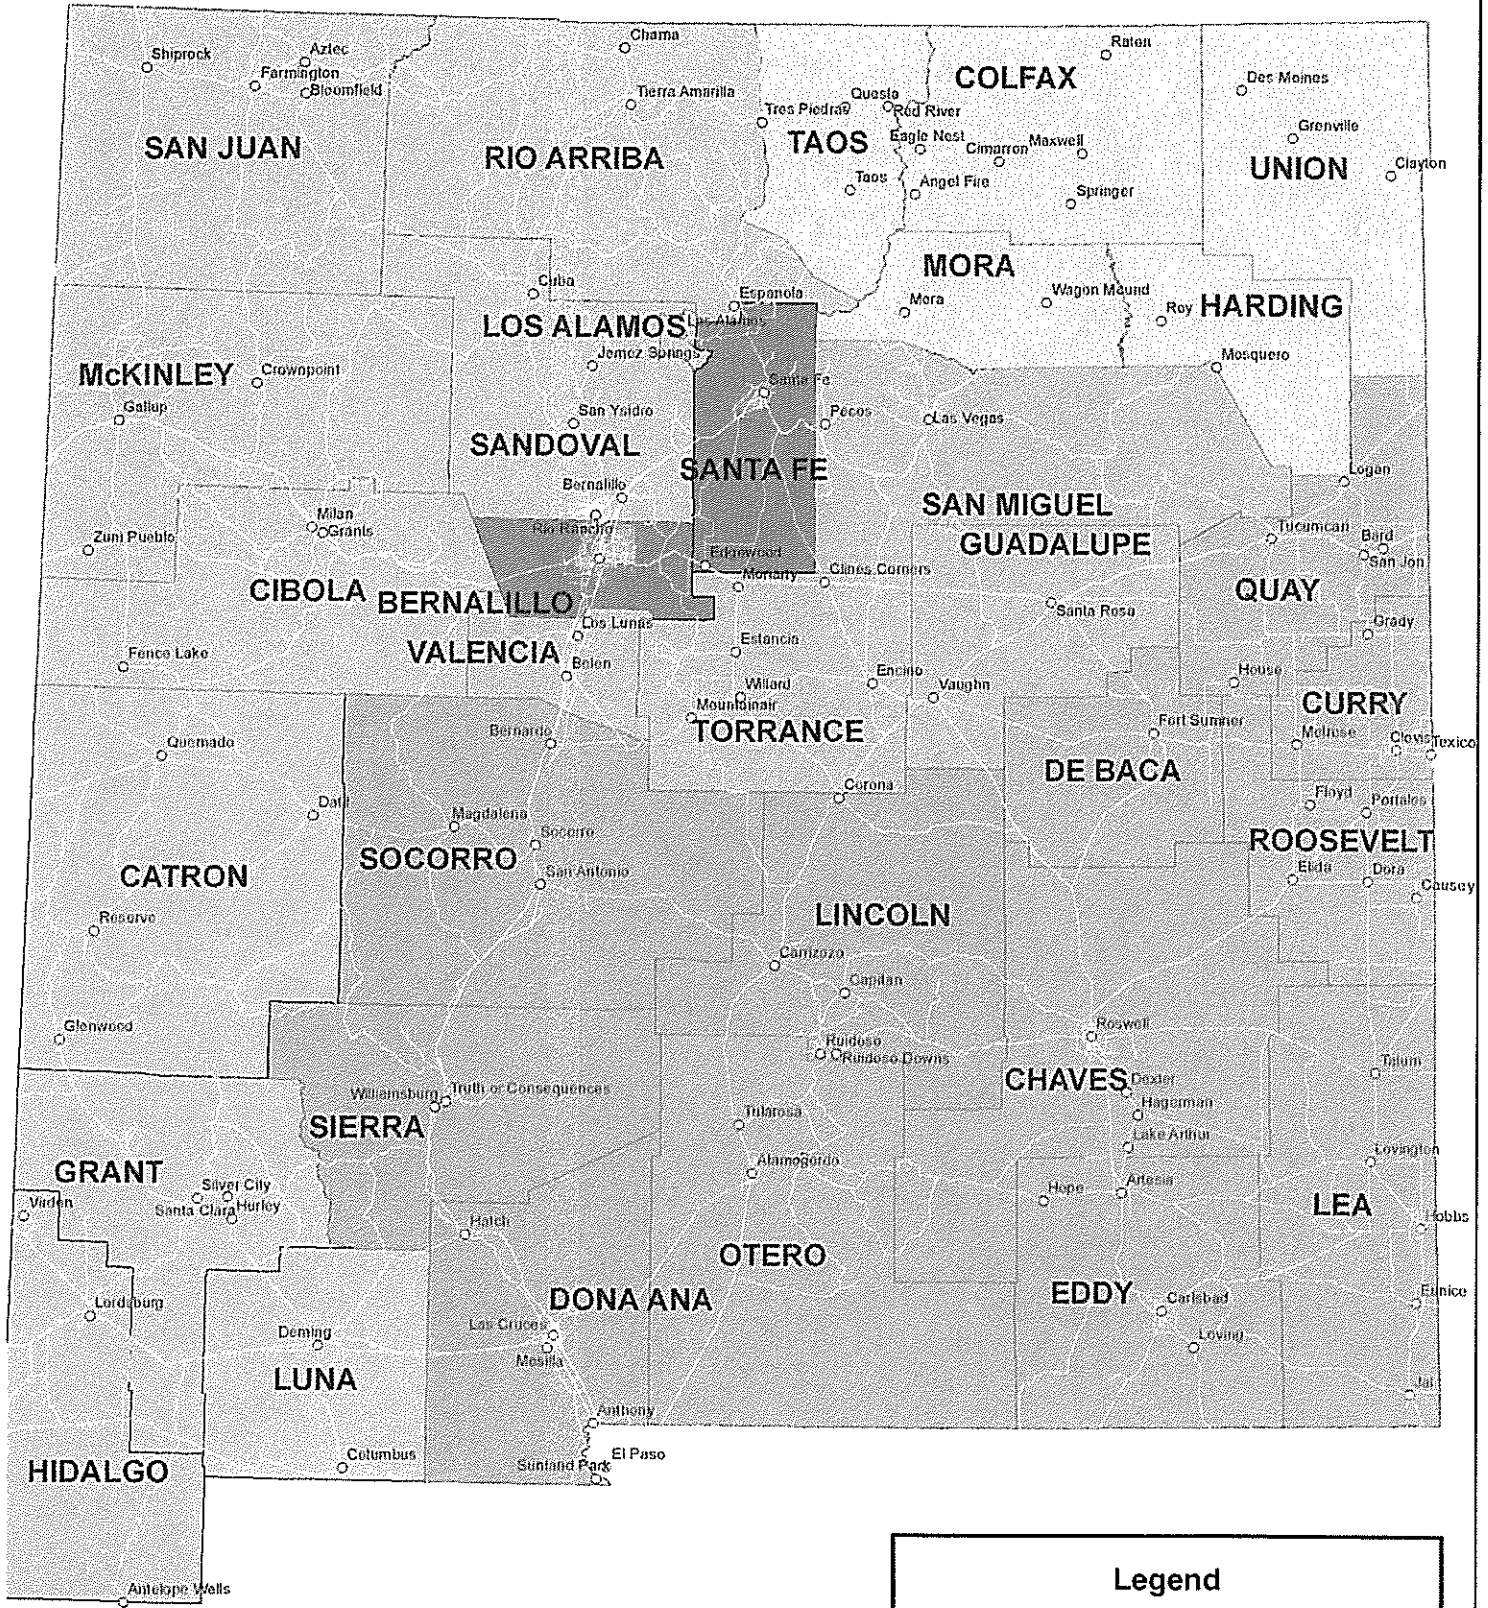 Chama
Raton
Shiprock
Aztec
Farmington
Bloomfield
COLFAX
Des Moines
Tierra Amarilla
Tres Piedras
Questa
Red River
Grenville
SAN JUAN
RIO ARRIBA
TAOS
Eagle Nest
Cimarron
Maxwell
UNION
Clayton
Taos
Angel Fire
Springer
MORA
Cuba
Espanola
Mora
Wagon Mound
Roy
HARDING
LOS ALAMOS
Los Alamos
Jemez Springs
Mosquero
McKINLEY
Crownpoint
Gallup
Santa Fe
San Ysidro
Pecos
Las Vegas
SANDOVAL
SANTA FE
Logan
Bernalillo
SAN MIGUEL
Milan
Grants
Rio Rancho
Tucumcari
Bard
Zuni Pueblo
GUADALUPE
San Jon
Edgewood
Moriarty
Clines Corners
CIBOLA
BERNALILLO
QUAY
Santa Rosa
Los Lunas
Grady
VALENCIA
Estancia
Fence Lake
Belen
Encino
House
Willard
Vaughn
Mountainair
CURRY
TORRANCE
Fort Sumner
Melrose
Clovis
Texico
Quemado
Bernardo
DE BACA
Corona
Floyd
Portales
Datil
Magdalena
Socorro
ROOSEVELT
SOCORRO
CATRON
San Antonio
Elida
Dora
Causey
Reserve
LINCOLN
Carrizozo
Capitan
Glenwood
Roswell
Ruidoso
Ruidoso Downs
Tatum
CHAVES
Dexter
Williamsburg
Truth or Consequences
Hagerman
SIERRA
Tularosa
Lake Arthur
Lovington
GRANT
Alamogordo
Silver City
Hope
Artesia
Virden
Santa Clara
Hurley
LEA
Hatch
Hobbs
OTERO
DONA ANA
EDDY
Carlsbad
Eunice
Lordsburg
Las Cruces
Deming
Mesilla
Loving
LUNA
Jal
Anthony
El Paso
HIDALGO
Columbus
Sunland Park
Legend
Antelope Wells